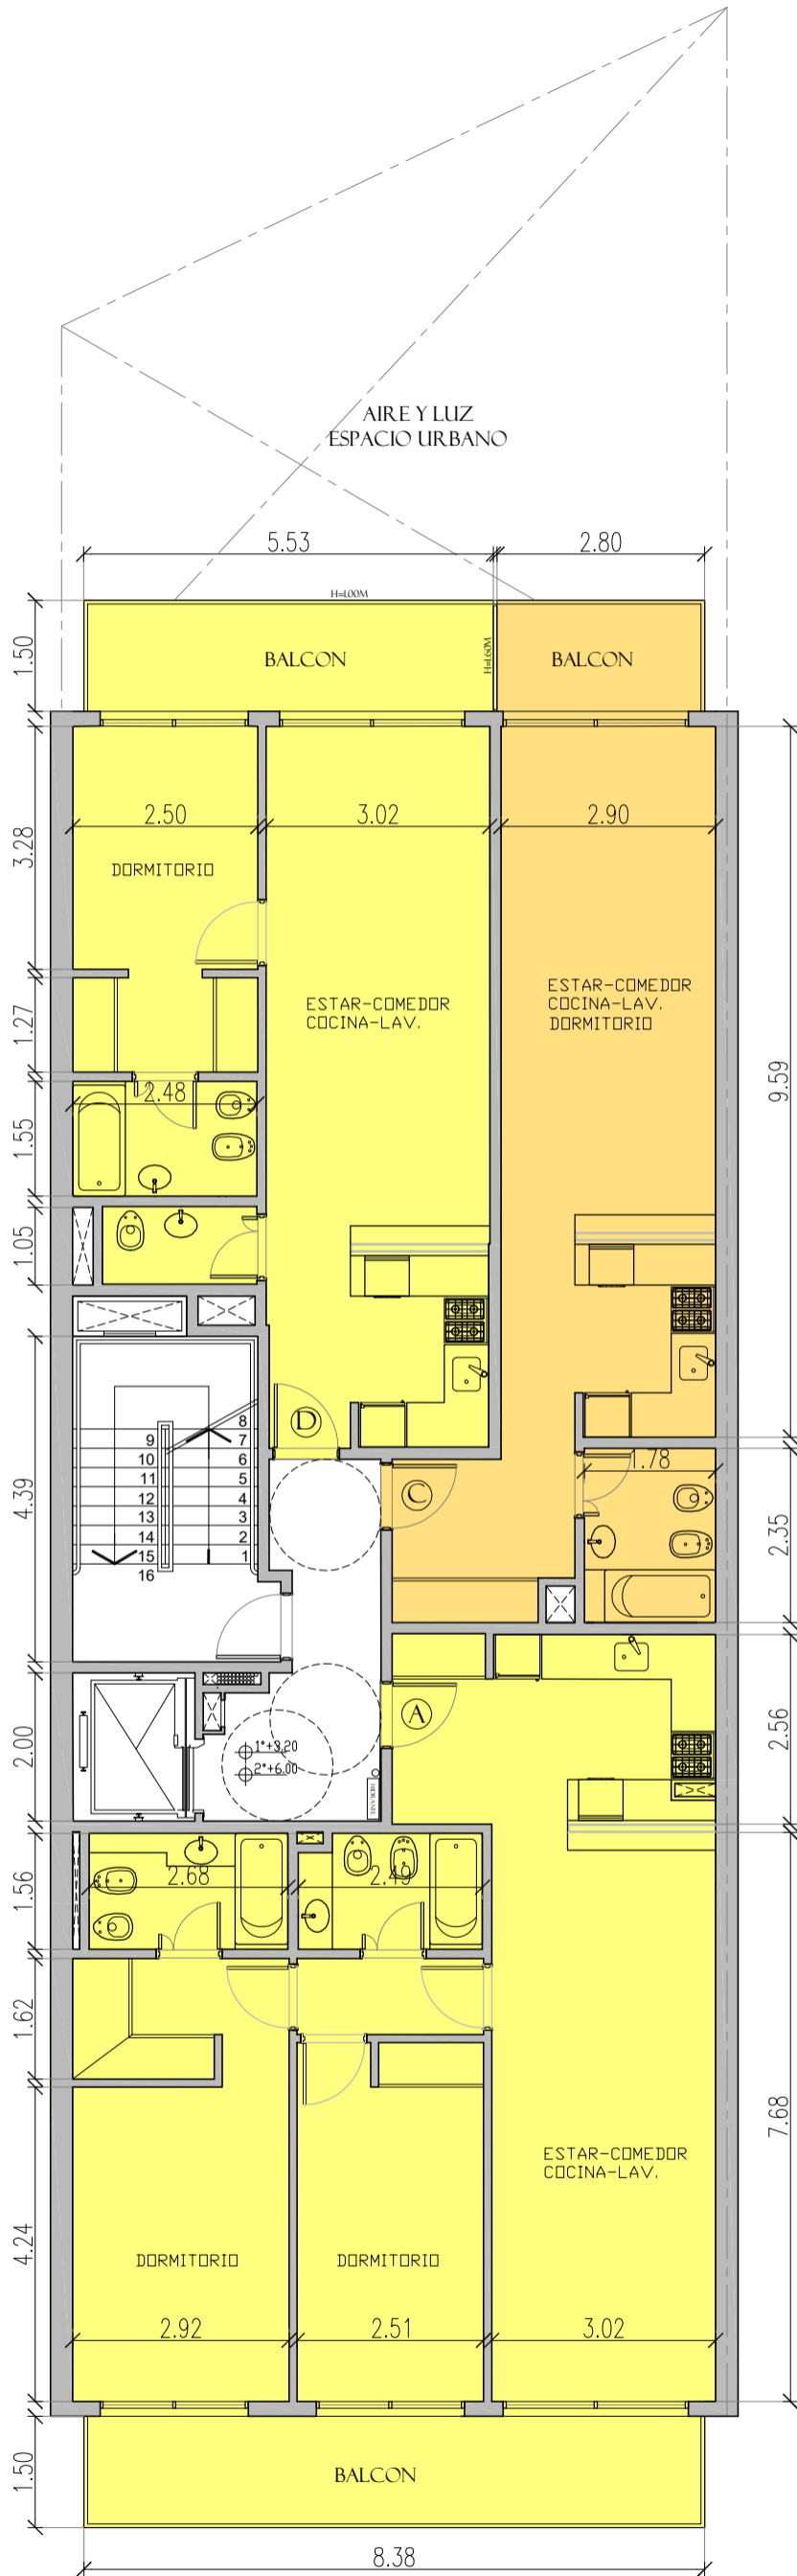 AIRE Y LUZ
ESPACIO URBANO
5.53
2.80
H=1.00M
1.50
BALCON
H=1.60M
BALCON
3.28
2.50
3.02
2.90
DORMITORIO
ESTAR-COMEDOR
COCINA-LAV.
ESTAR-COMEDOR
COCINA-LAV.
DORMITORIO
1.27
9.59
2.48
1.55
1.05
D
8
9
7
10
6
11
5
12
4
13
3
14
2
15
1
16
4.39
C
1.78
2.35
A
2.56
2.00
1°+3.20
2°+6.00
HIDRANTE
1.56
2.68
2.49
1.62
7.68
ESTAR-COMEDOR
COCINA-LAV.
4.24
DORMITORIO
DORMITORIO
2.92
2.51
3.02
1.50
BALCON
8.38